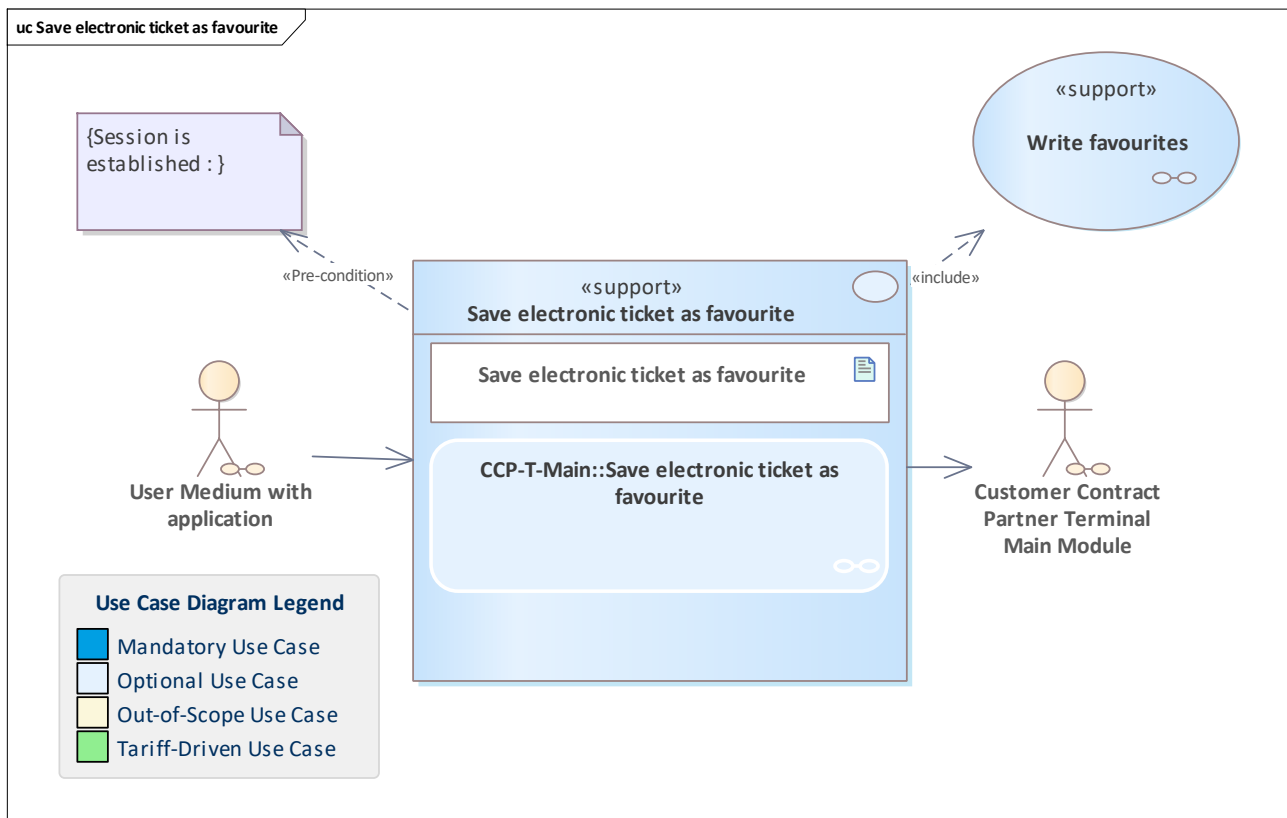 uc Save electronic ticket as favourite
{Session is
established : }
«support»
Write favourites
«Pre-condition»
«include»
«support»
Save electronic ticket as favourite
Save electronic ticket as favourite
CCP-T-Main::Save electronic ticket as
favourite
User Medium with
application
Customer Contract
Partner Terminal
Main Module
Use Case Diagram Legend
Mandatory Use Case
Optional Use Case
Out-of-Scope Use Case
Tariff-Driven Use Case